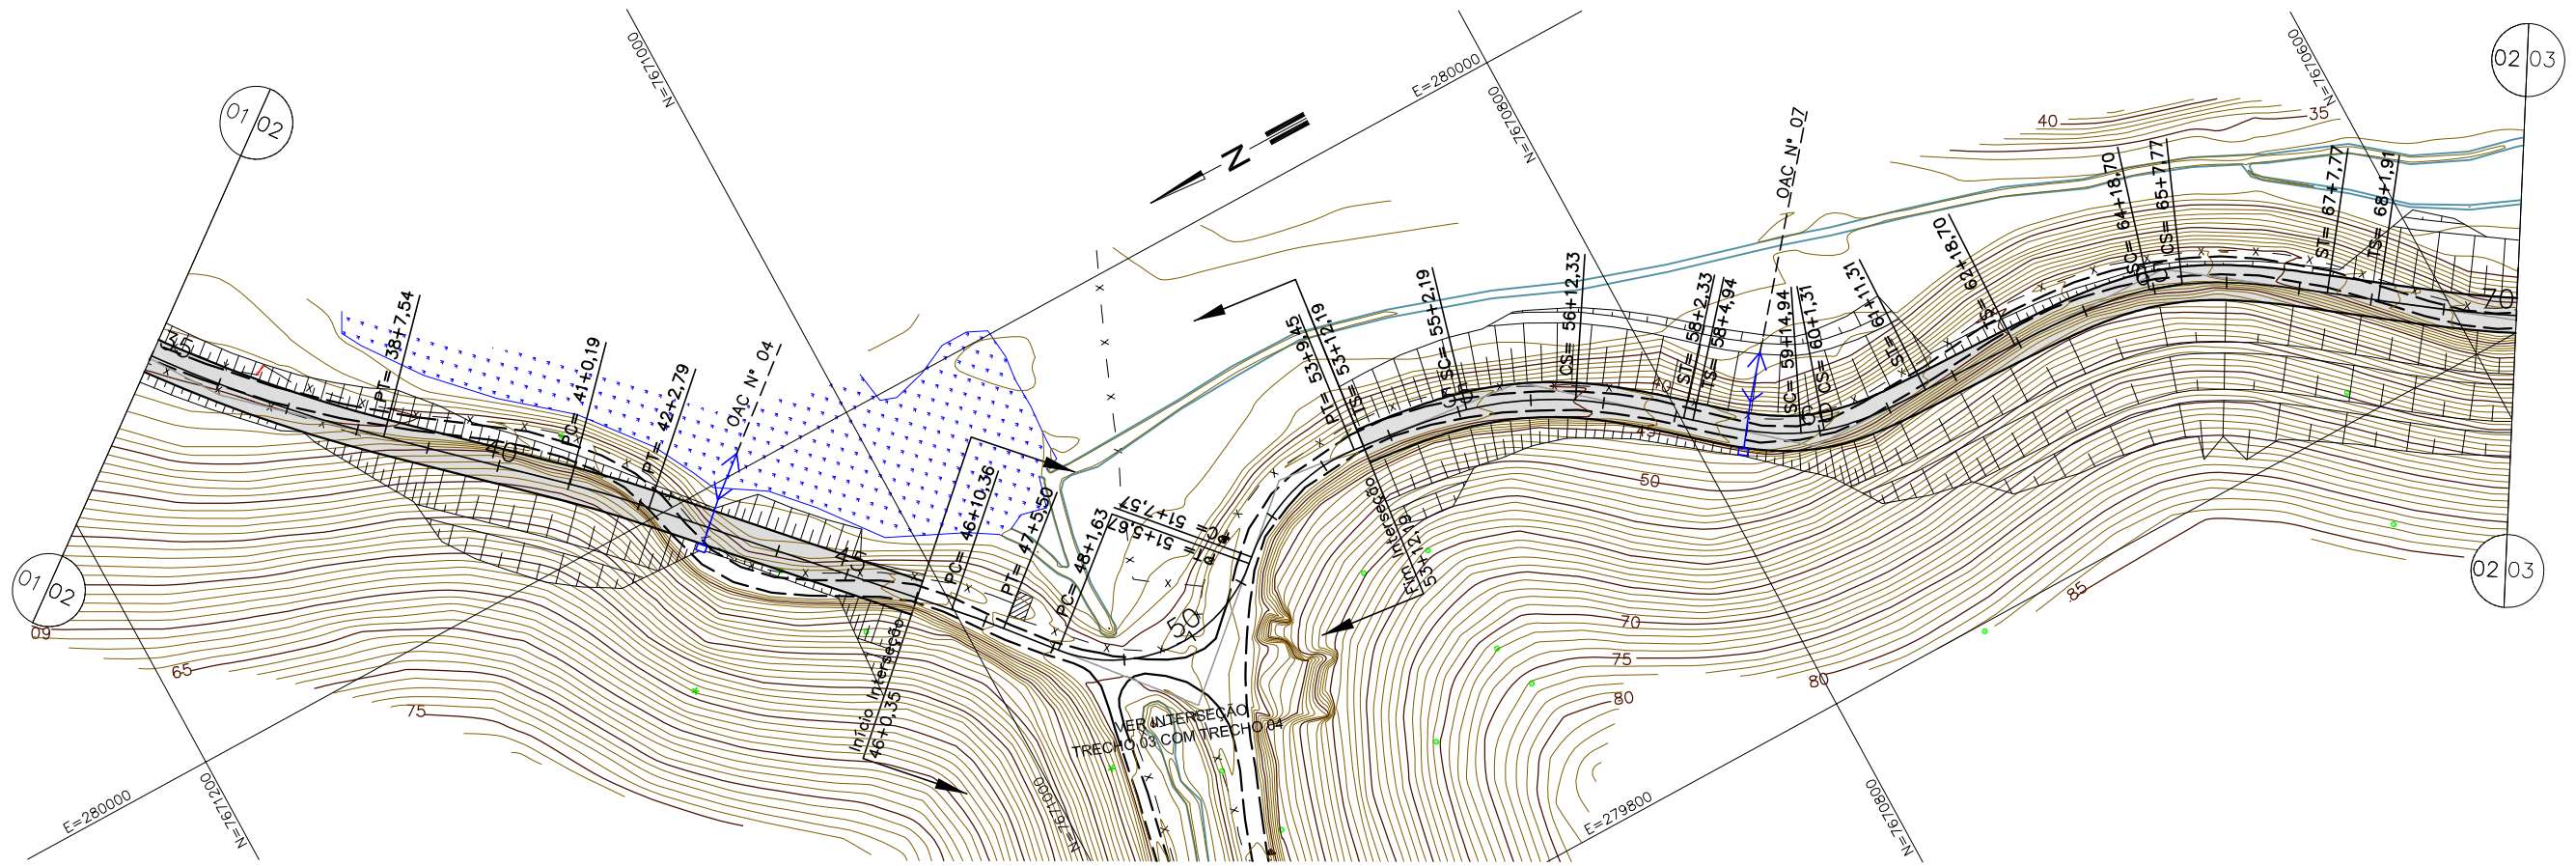 01 02
01 02
02 03
02 03
N=7671000
E=280000
N=7670800
N=7670600
N
OAC N° 07
OAC N° 04
40
35
35
PT= 38+7,54
40
PC= 41+0,19
PT= 42+2,79
45
PC= 46+10,36
PT= 47+5,50
PC= 48+1,63
50
PT= 51+5,67
PC= 51+7,57
PT= 53+9,45
TS= 53+12,19
SC= 55+2,19
CS= 56+12,33
ST= 58+2,33
TS= 58+4,94
SC= 59+14,94
CS= 60+1,31
60
ST= 61+11,31
TS= 62+18,70
SC= 64+18,70
CS= 65+7,77
ST= 67+7,77
TS= 68+1,91
70
40
45
50
70
75
80
80
85
60
65
75
Início Interseção
46+0,35
Fim Interseção
53+12,19
VER INTERSEÇÃO
TRECHO 03 COM TRECHO 04
E=280000
N=7671200
N=7671000
E=279800
N=7670800